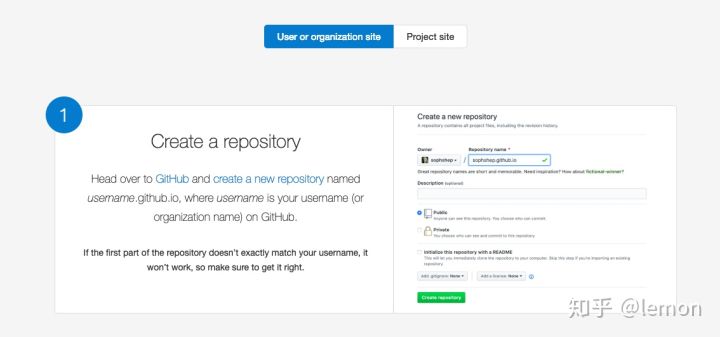 User or organization site
Project site
1
Create a repository
Head over to GitHub and create a new repository named
username.github.io, where username is your username (or
organization name) on GitHub.
If the first part of the repository doesn't exactly match your username, it
won't work, so make sure to get it right.
Create a new repository
A repository contains all project files, including the revision history.
Owner
Repository name *
sophshep
/
sophshep.github.io
Great repository names are short and memorable. Need inspiration? How about fictional-winner?
Description (optional)
Public
Anyone can see this repository. You choose who can commit.
Private
You choose who can see and commit to this repository.
Initialize this repository with a README
This will let you immediately clone the repository to your computer. Skip this step if you're importing an existing
repository.
Add .gitignore: None
Add a license: None
Create repository
知乎 @lemon